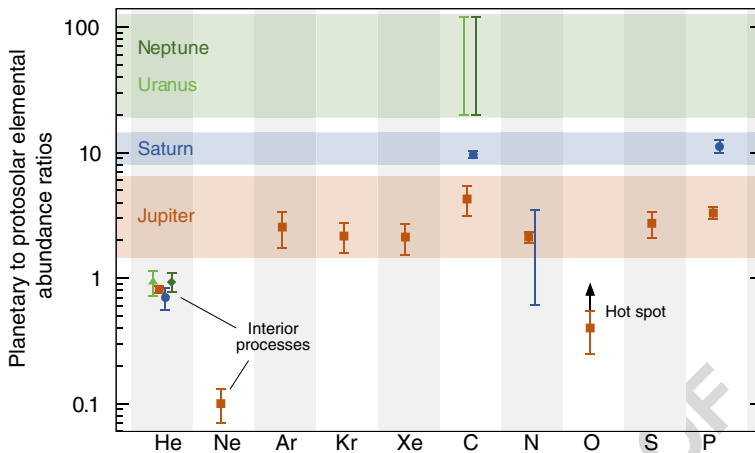 Planetary to protosolar elemental
abundance ratios
100
10
1
0.1
Neptune
Uranus
Saturn
Jupiter
Interior
processes
Hot spot
He Ne Ar Kr Xe C N O S P
OF